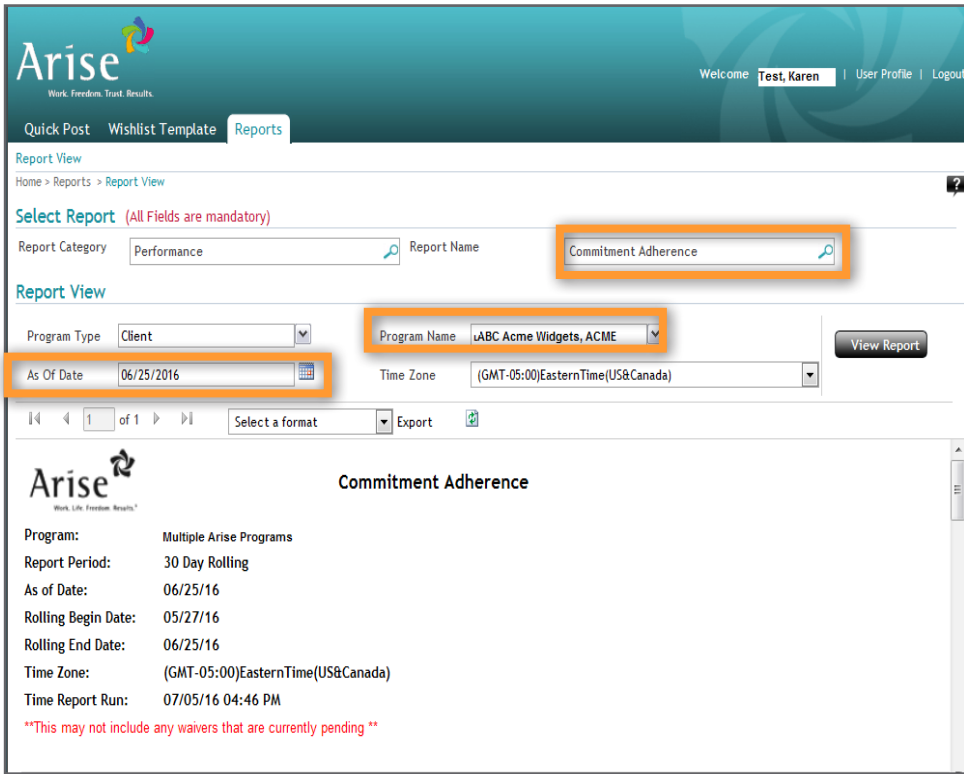 Arise
Work. Freedom. Trust. Results.
Welcome Test, Karen | User Profile | Logout
Quick Post Wishlist Template Reports
Report View
Home > Reports > Report View
?
Select Report (All Fields are mandatory)
Report Category Performance Report Name Commitment Adherence
Report View
Program Type Client Program Name ABC Acme Widgets, ACME
View Report
As Of Date 06/25/2016 Time Zone (GMT-05:00)EasternTime(US&Canada)
1 of 1 Select a format Export
Arise
Work. Life. Freedom. Results.
Commitment Adherence
Program: Multiple Arise Programs
Report Period: 30 Day Rolling
As of Date: 06/25/16
Rolling Begin Date: 05/27/16
Rolling End Date: 06/25/16
Time Zone: (GMT-05:00)EasternTime(US&Canada)
Time Report Run: 07/05/16 04:46 PM
**This may not include any waivers that are currently pending **